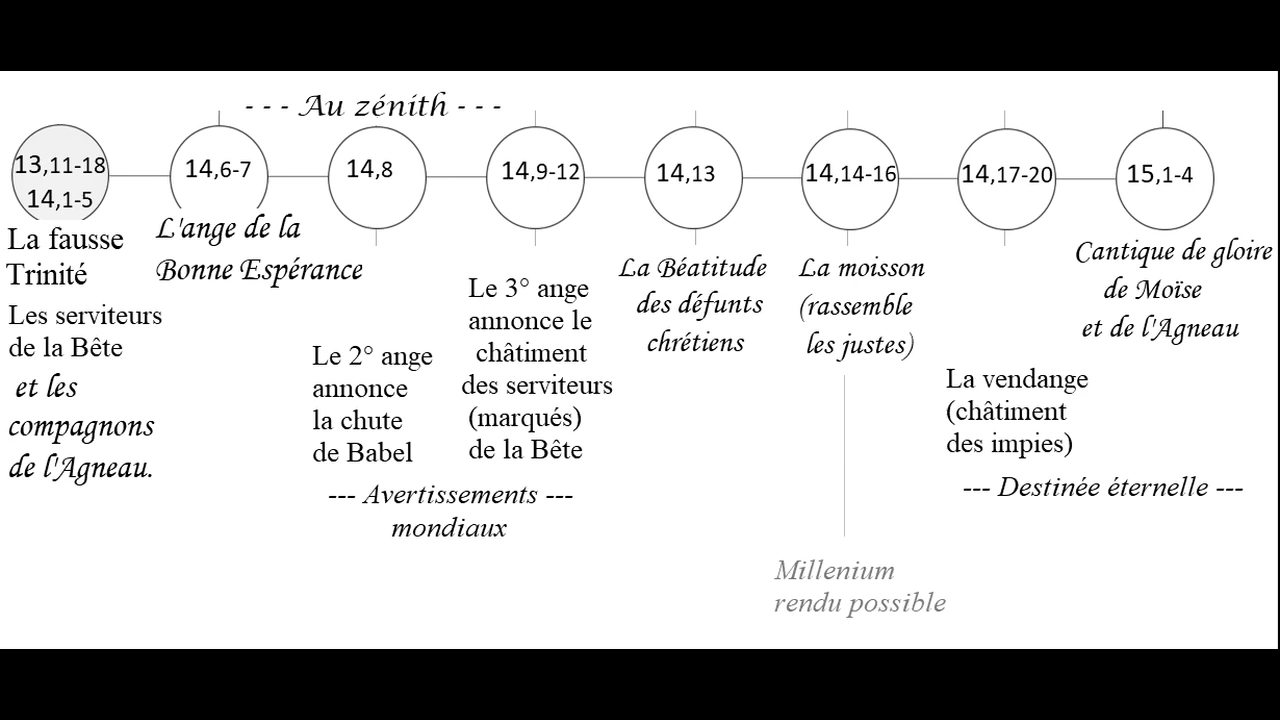 - - - Au zénith - - -
13,11-18
14,1-5
La fausse
Trinité
Les serviteurs
de la Bête
et les
compagnons
de l'Agneau.
14,6-7
L'ange de la
Bonne Espérance
14,8
Le 2° ange
annonce
la chute
de Babel
14,9-12
Le 3° ange
annonce le
châtiment
des serviteurs
(marqués)
de la Bête
--- Avertissements ---
mondiaux
14,13
La Béatitude
des défunts
chrétiens
14,14-16
La moisson
(rassemble
les justes)
Millenium
rendu possible
14,17-20
La vendange
(châtiment
des impies)
15,1-4
Cantique de gloire
de Moïse
et de l'Agneau
--- Destinée éternelle ---